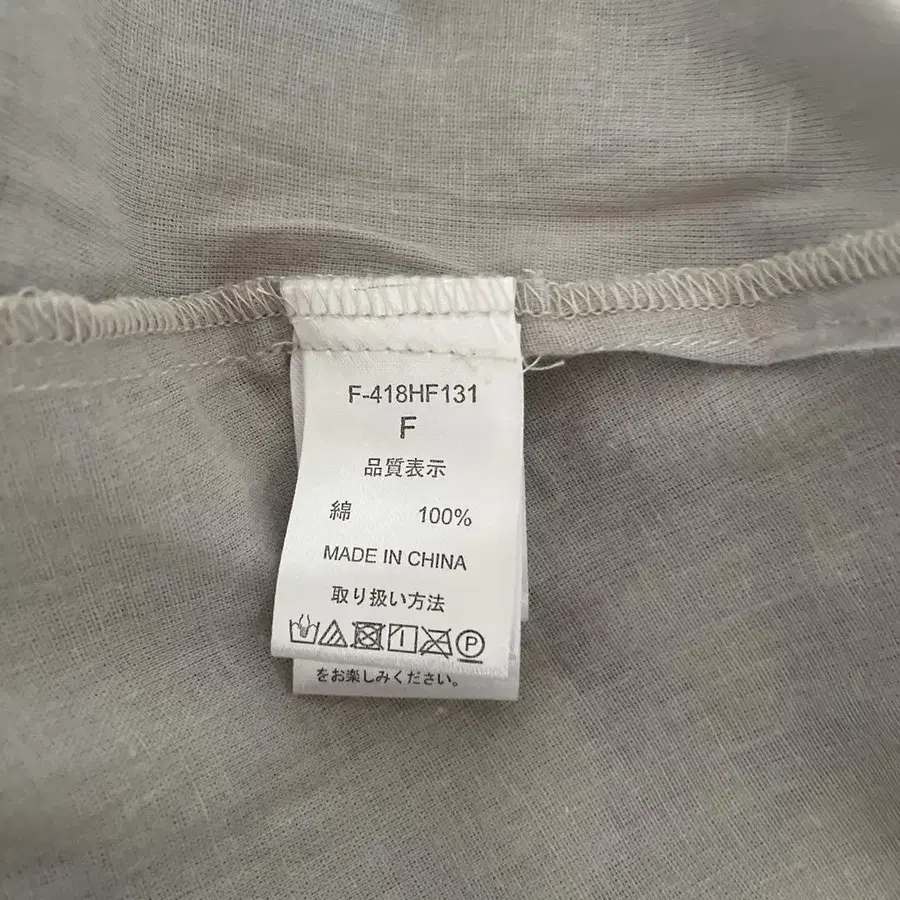 F-418HF131
F
品質表示
綿 100%
MADE IN CHINA
取り扱い方法
P
をお楽しみください。